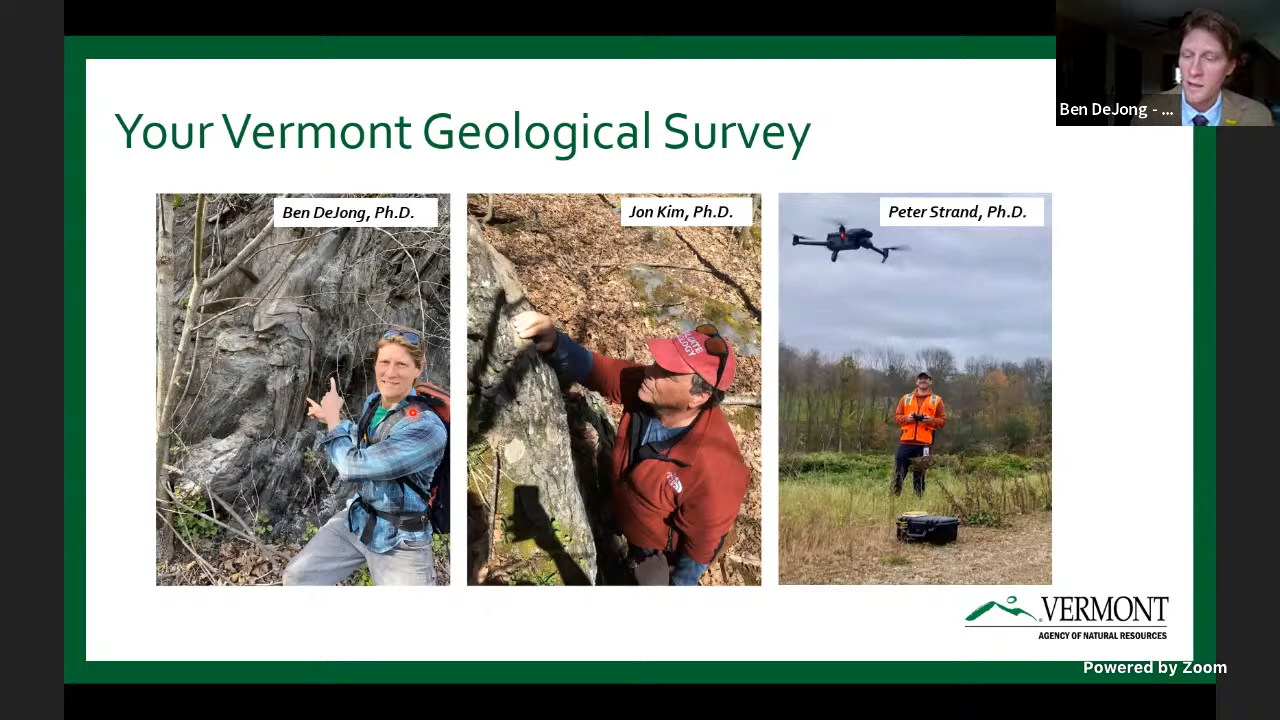 Your Vermont Geological Survey
Ben DeJong - ...
Ben DeJong, Ph.D.
Jon Kim, Ph.D.
Peter Strand, Ph.D.
VERMONT
AGENCY OF NATURAL RESOURCES
Powered by Zoom